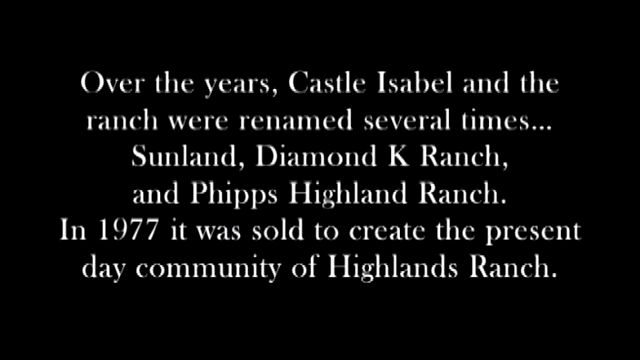 Over the years, Castle Isabel and the
ranch were renamed several times...
Sunland, Diamond K Ranch,
and Phipps Highland Ranch.
In 1977 it was sold to create the present
day community of Highlands Ranch.